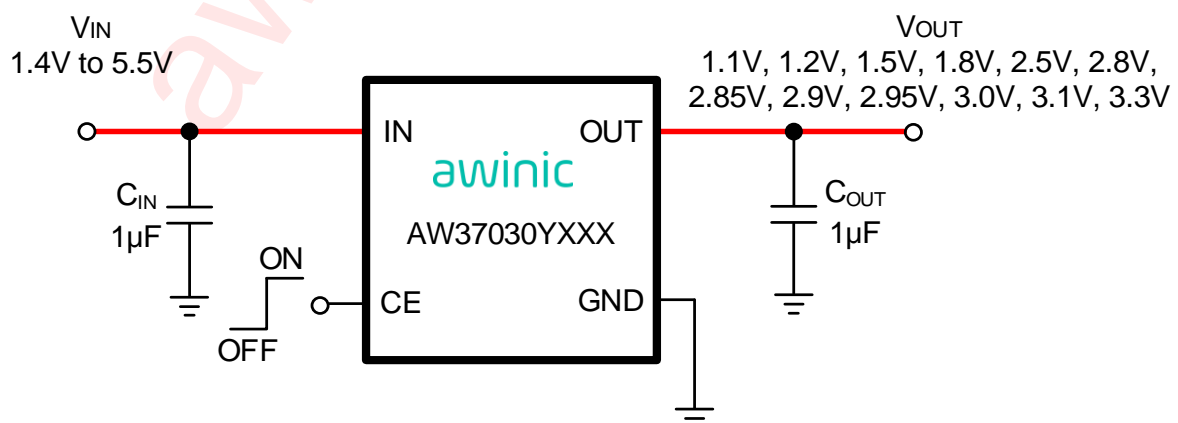 VIN
1.4V to 5.5V
VOUT
1.1V, 1.2V, 1.5V, 1.8V, 2.5V, 2.8V,
2.85V, 2.9V, 2.95V, 3.0V, 3.1V, 3.3V
IN
OUT
awinic
AW37030YXXX
CIN
1µF
COUT
1µF
ON
OFF
CE
GND